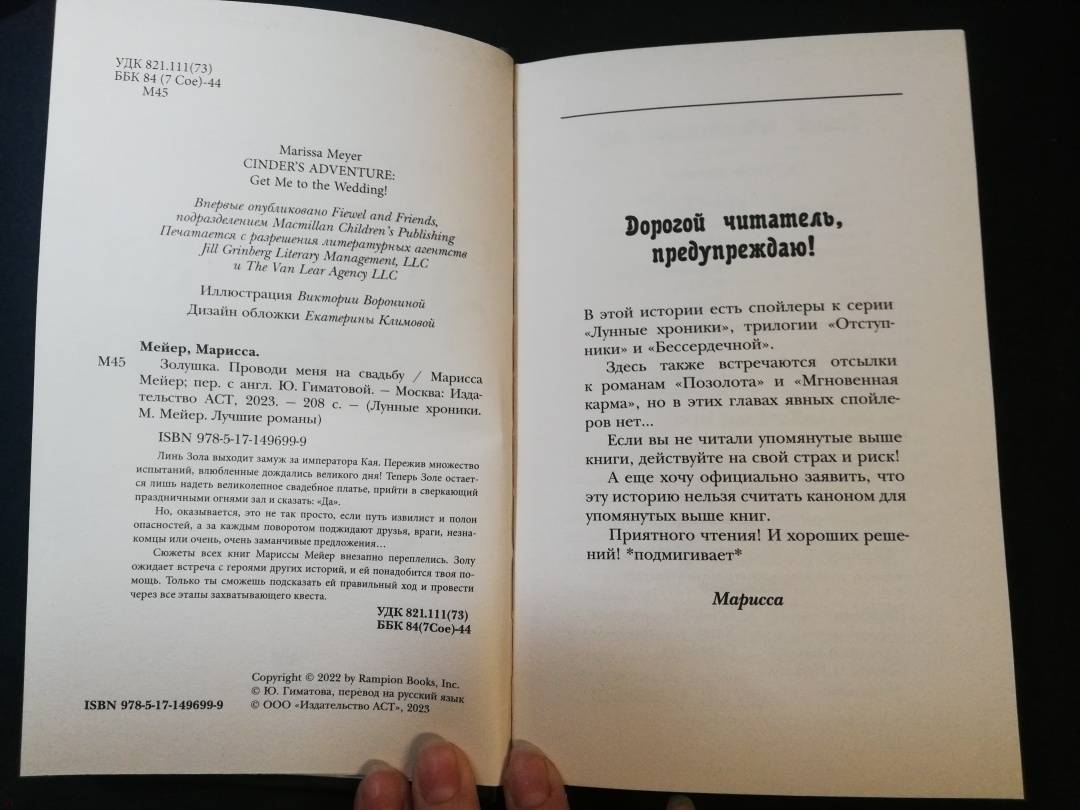 УДК 821.111(73)
ББК 84 (7 Сое)-44
М45
Marissa Meyer
CINDER'S ADVENTURE:
Get Me to the Wedding!
Впервые опубликовано Fiewel and Friends,
подразделением Macmillan Children's Publishing
Печатается с разрешения литературных агентств
Jill Grinberg Literary Management, LLC
и The Van Lear Agency LLC
Иллюстрация Виктории Ворониной
Дизайн обложки Екатерины Климовой
Мейер, Марисса.
М45 Золушка. Проводи меня на свадьбу / Марисса
Мейер; пер. с англ. Ю. Гиматовой. – Москва: Изда-
тельство АСТ, 2023. – 208 с. – (Лунные хроники.
М. Мейер. Лучшие романы)
ISBN 978-5-17-149699-9
Линь Зола выходит замуж за императора Кая. Пережив множество
испытаний, влюбленные дождались великого дня! Теперь Золе остает-
ся лишь надеть великолепное свадебное платье, прийти в сверкающий
праздничными огнями зал и сказать: «Да».
Но, оказывается, это не так просто, если путь извилист и полон
опасностей, а за каждым поворотом поджидают друзья, враги, незна-
комцы или очень, очень заманчивые предложения…
Сюжеты всех книг Мариссы Мейер внезапно переплелись. Золу
ожидает встреча с героями других историй, и ей понадобится твоя по-
мощь. Только ты сможешь подсказать ей правильный ход и провести
через все этапы захватывающего квеста.
УДК 821.111(73)
ББК 84(7Сое)-44
Copyright © 2022 by Rampion Books, Inc.
© Ю. Гиматова, перевод на русский язык
ISBN 978-5-17-149699-9 © ООО «Издательство АСТ», 2023
Дорогой читатель,
предупреждаю!
В этой истории есть спойлеры к серии
«Лунные хроники», трилогии «Отступ-
ники» и «Бессердечной».
Здесь также встречаются отсылки
к романам «Позолота» и «Мгновенная
карма», но в этих главах явных спойле-
ров нет...
Если вы не читали упомянутые выше
книги, действуйте на свой страх и риск!
А еще хочу официально заявить, что
эту историю нельзя считать каноном для
упомянутых выше книг.
Приятного чтения! И хороших реше-
ний! *подмигивает*
Марисса